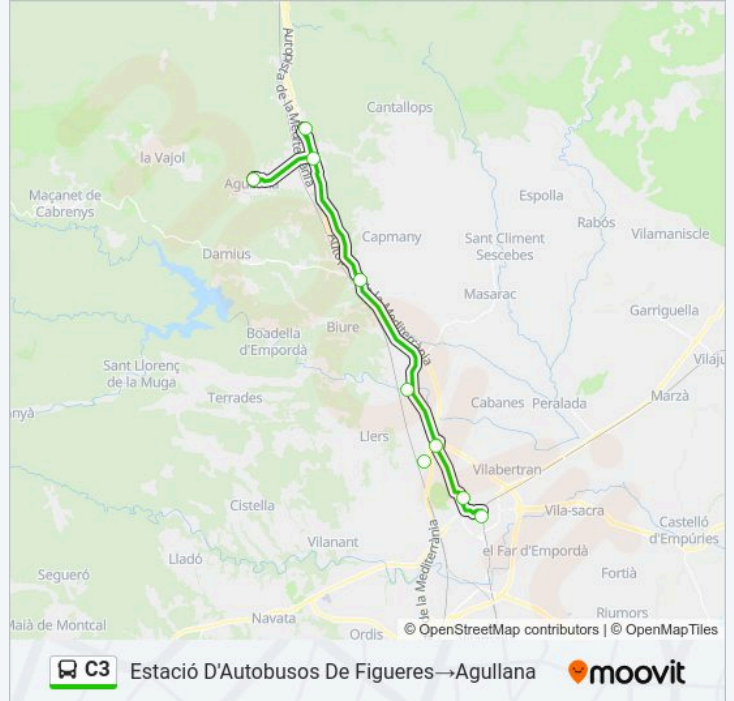 Autopista
a de la Mediterrània
Cantallops
la Vajol
Espolla
Maçanet de
Cabrenys
Rabós
Capmany
Sant Climent
Sescebes
Vilamaniscle
Darnius
Masarac
la Mediterrània
Garriguella
Biure
Boadella
d'Empordà
Sant Llorenç
de la Muga
Terrades
Cabanes
Peralada
Marzà
Llers
Vilabertran
Cistella
Vila-sacra
Castelló
d'Empúries
Vilanant
el Far d'Empordà
Lladó
de la Mediterrània
Segueró
Fortià
Navata
Riumors
Maià de Montcal
Ordis
© OpenStreetMap contributors | © OpenMapTiles
C3
Estació D'Autobusos De Figueres→Agullana
moovit